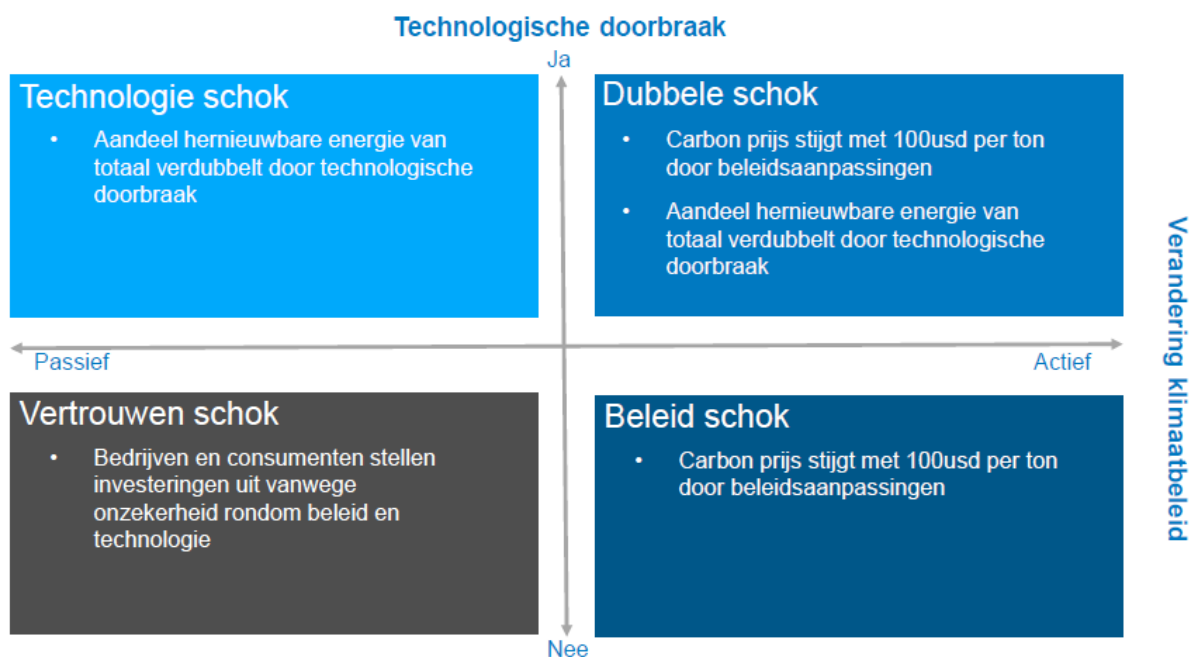 Technologische doorbraak
Ja
Technologie schok
• Aandeel hernieuwbare energie van
totaal verdubbelt door technologische
doorbraak
Dubbele schok
• Carbon prijs stijgt met 100usd per ton
door beleidsaanpassingen
• Aandeel hernieuwbare energie van
totaal verdubbelt door technologische
doorbraak
Verandering klimaatbeleid
Passief
Actief
Vertrouwen schok
• Bedrijven en consumenten stellen
investeringen uit vanwege
onzekerheid rondom beleid en
technologie
Beleid schok
• Carbon prijs stijgt met 100usd per ton
door beleidsaanpassingen
Nee